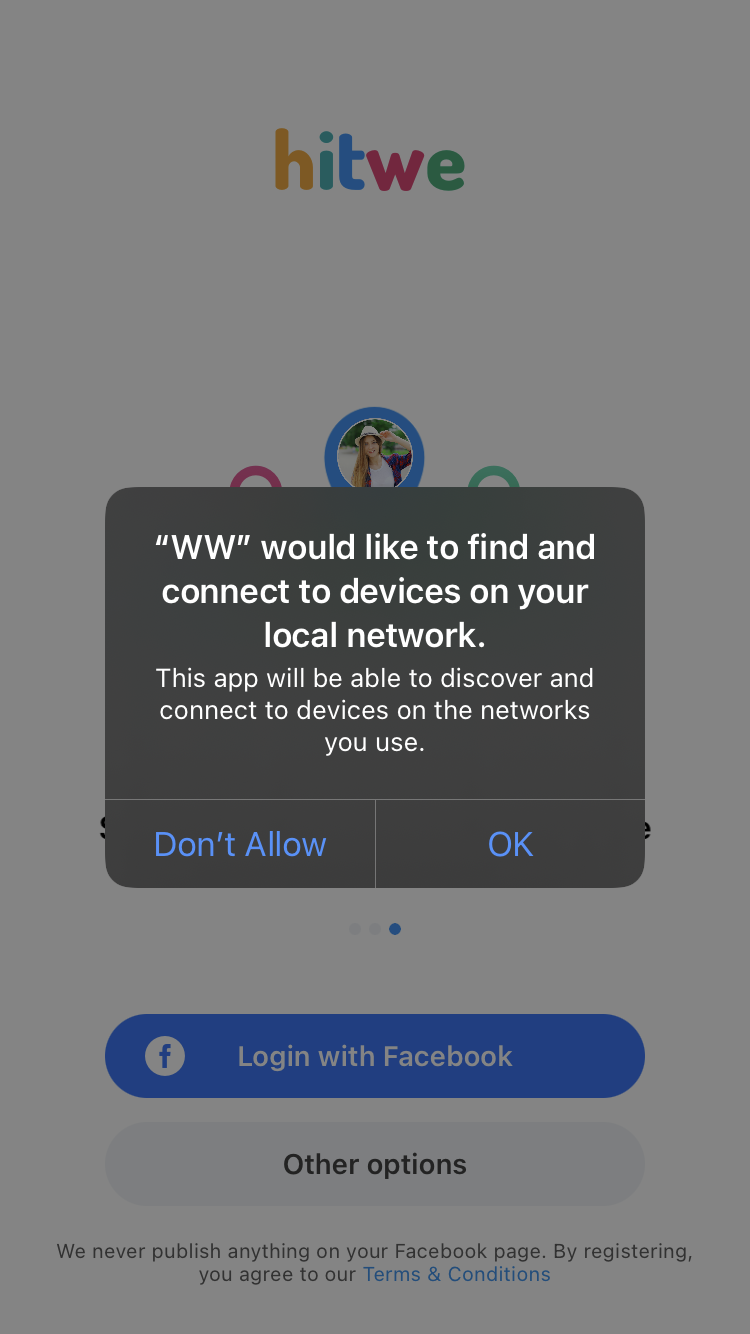 hitwe
“WW” would like to find and
connect to devices on your
local network.
This app will be able to discover and
connect to devices on the networks
you use.
Don’t Allow
OK
Login with Facebook
Other options
We never publish anything on your Facebook page. By registering,
you agree to our Terms & Conditions